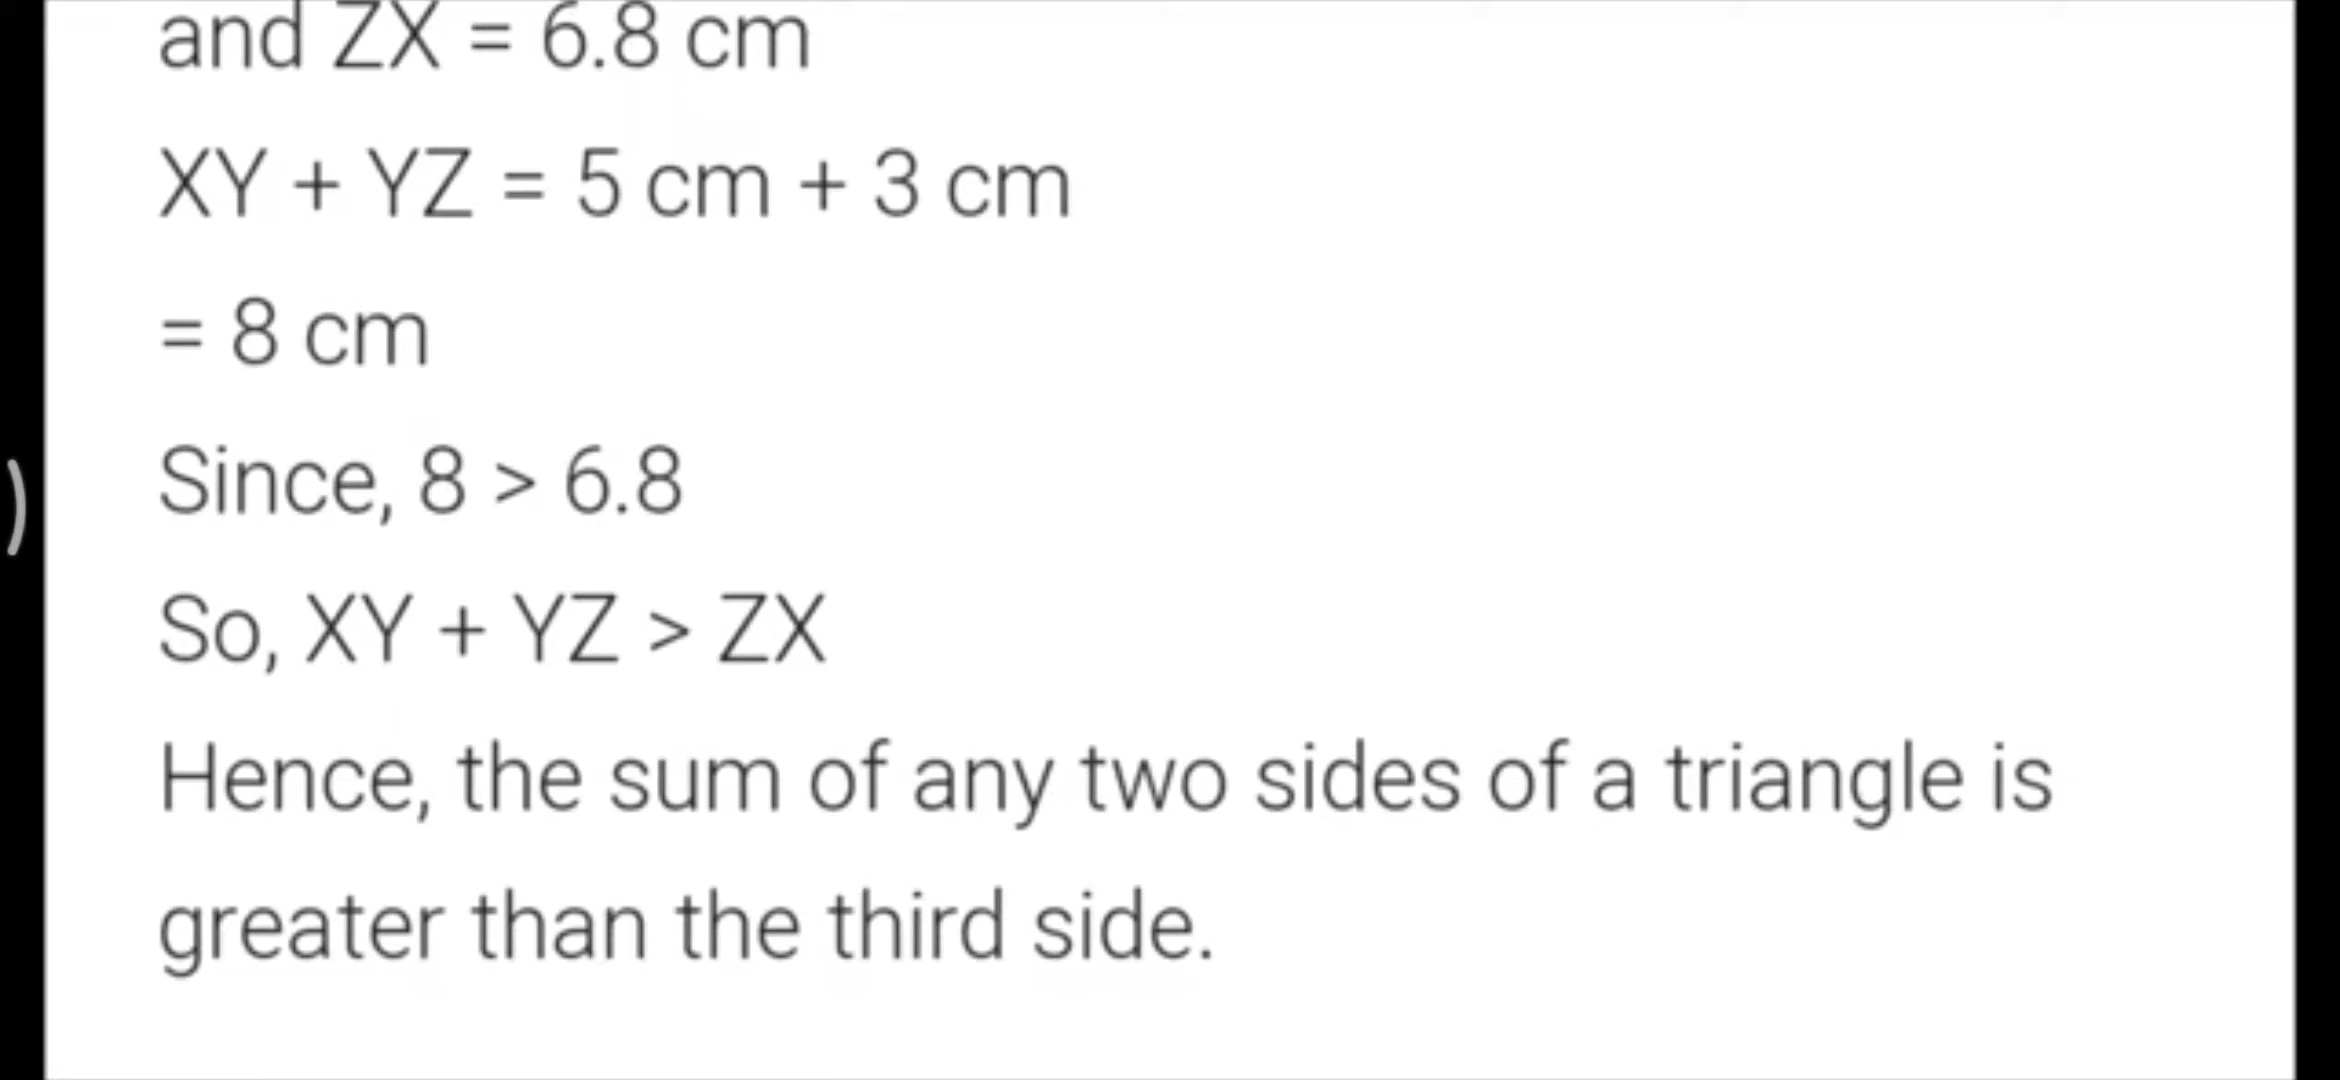 and ZX = 6.8 cm
XY + YZ = 5 cm + 3 cm
= 8 cm
Since, 8 > 6.8
So, XY + YZ > ZX
Hence, the sum of any two sides of a triangle is
greater than the third side.